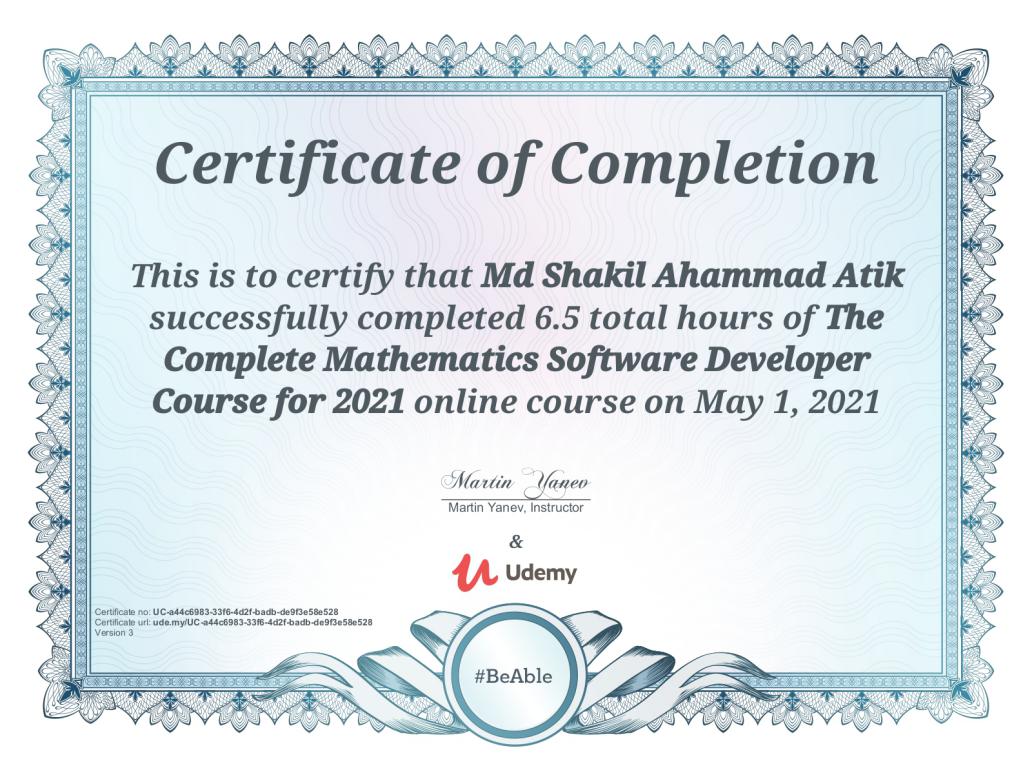 Certificate of Completion
This is to certify that Md Shakil Ahammad Atik
successfully completed 6.5 total hours of The
Complete Mathematics Software Developer
Course for 2021 online course on May 1, 2021
Martin Yanev
Martin Yanev, Instructor
&
Udemy
Certificate no: UC-a44c6983-33f6-4d2f-badb-de9f3e58e528
Certificate url: ude.my/UC-a44c6983-33f6-4d2f-badb-de9f3e58e528
Version 3
#BeAble